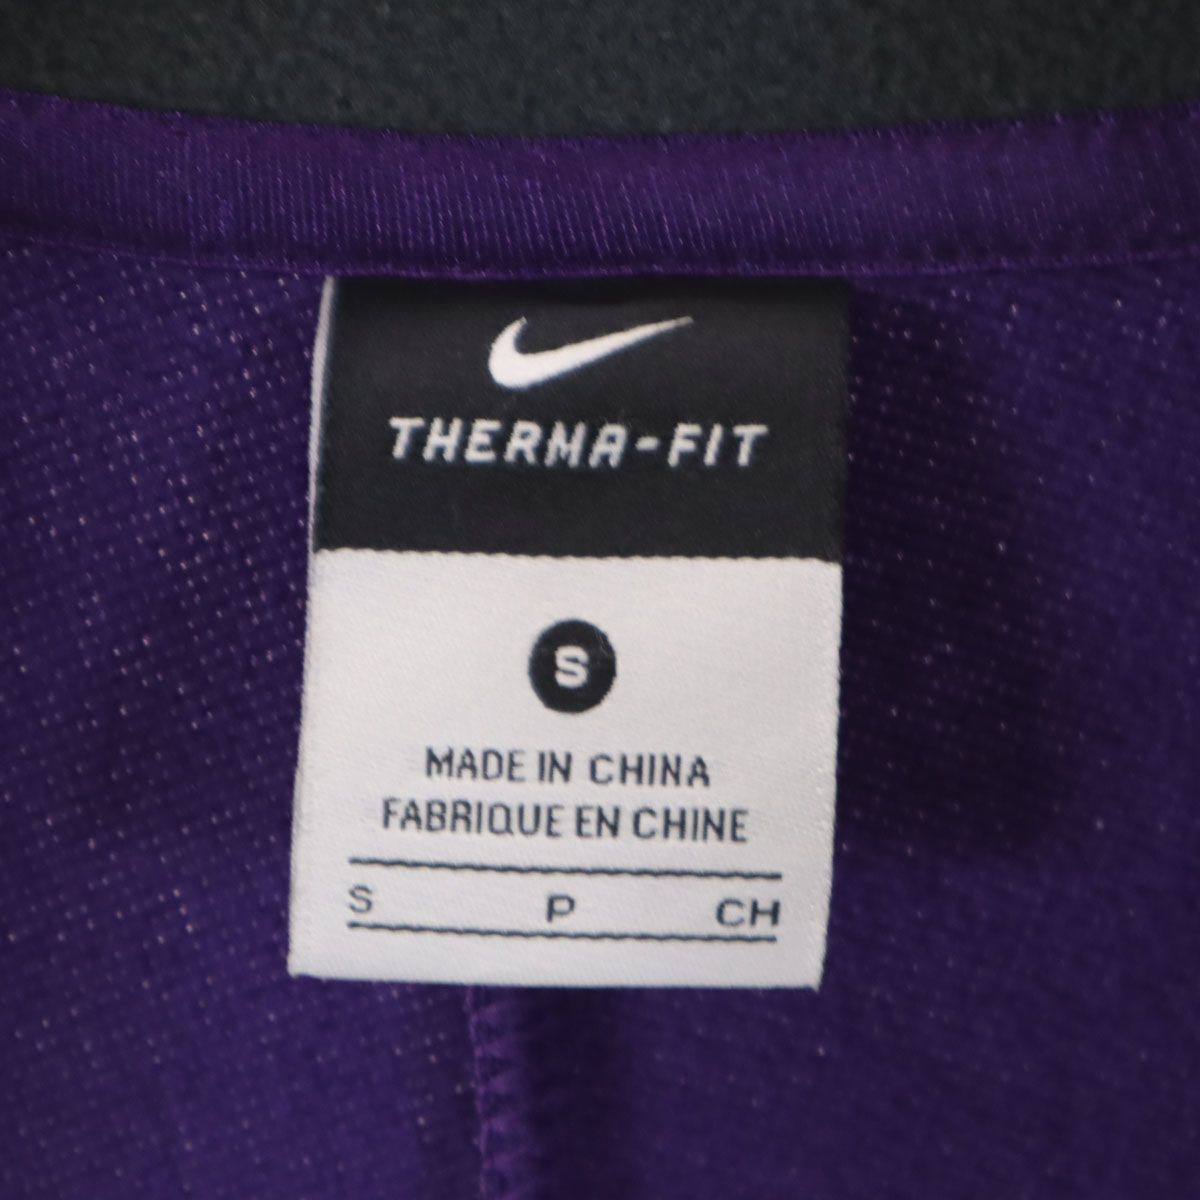 THERMA-FIT
S
MADE IN CHINA
FABRIQUE EN CHINE
S P CH